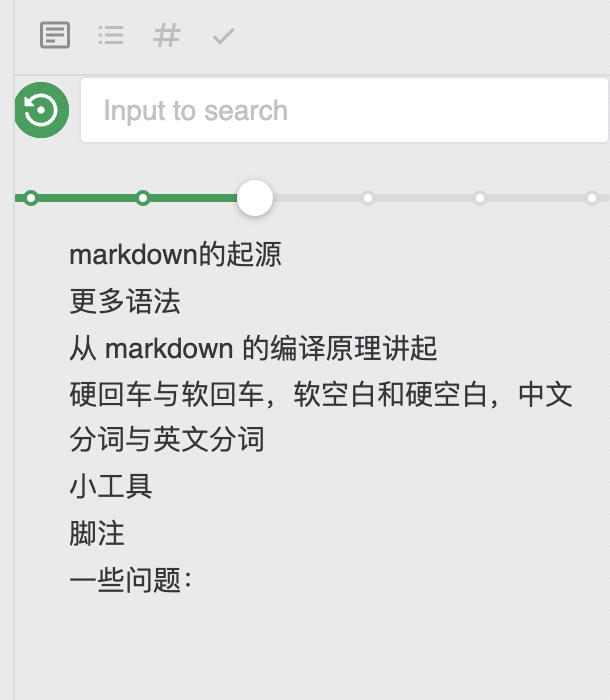 Input to search
markdown的起源
更多语法
从 markdown 的编译原理讲起
硬回车与软回车，软空白和硬空白，中文
分词与英文分词
小工具
脚注
一些问题：